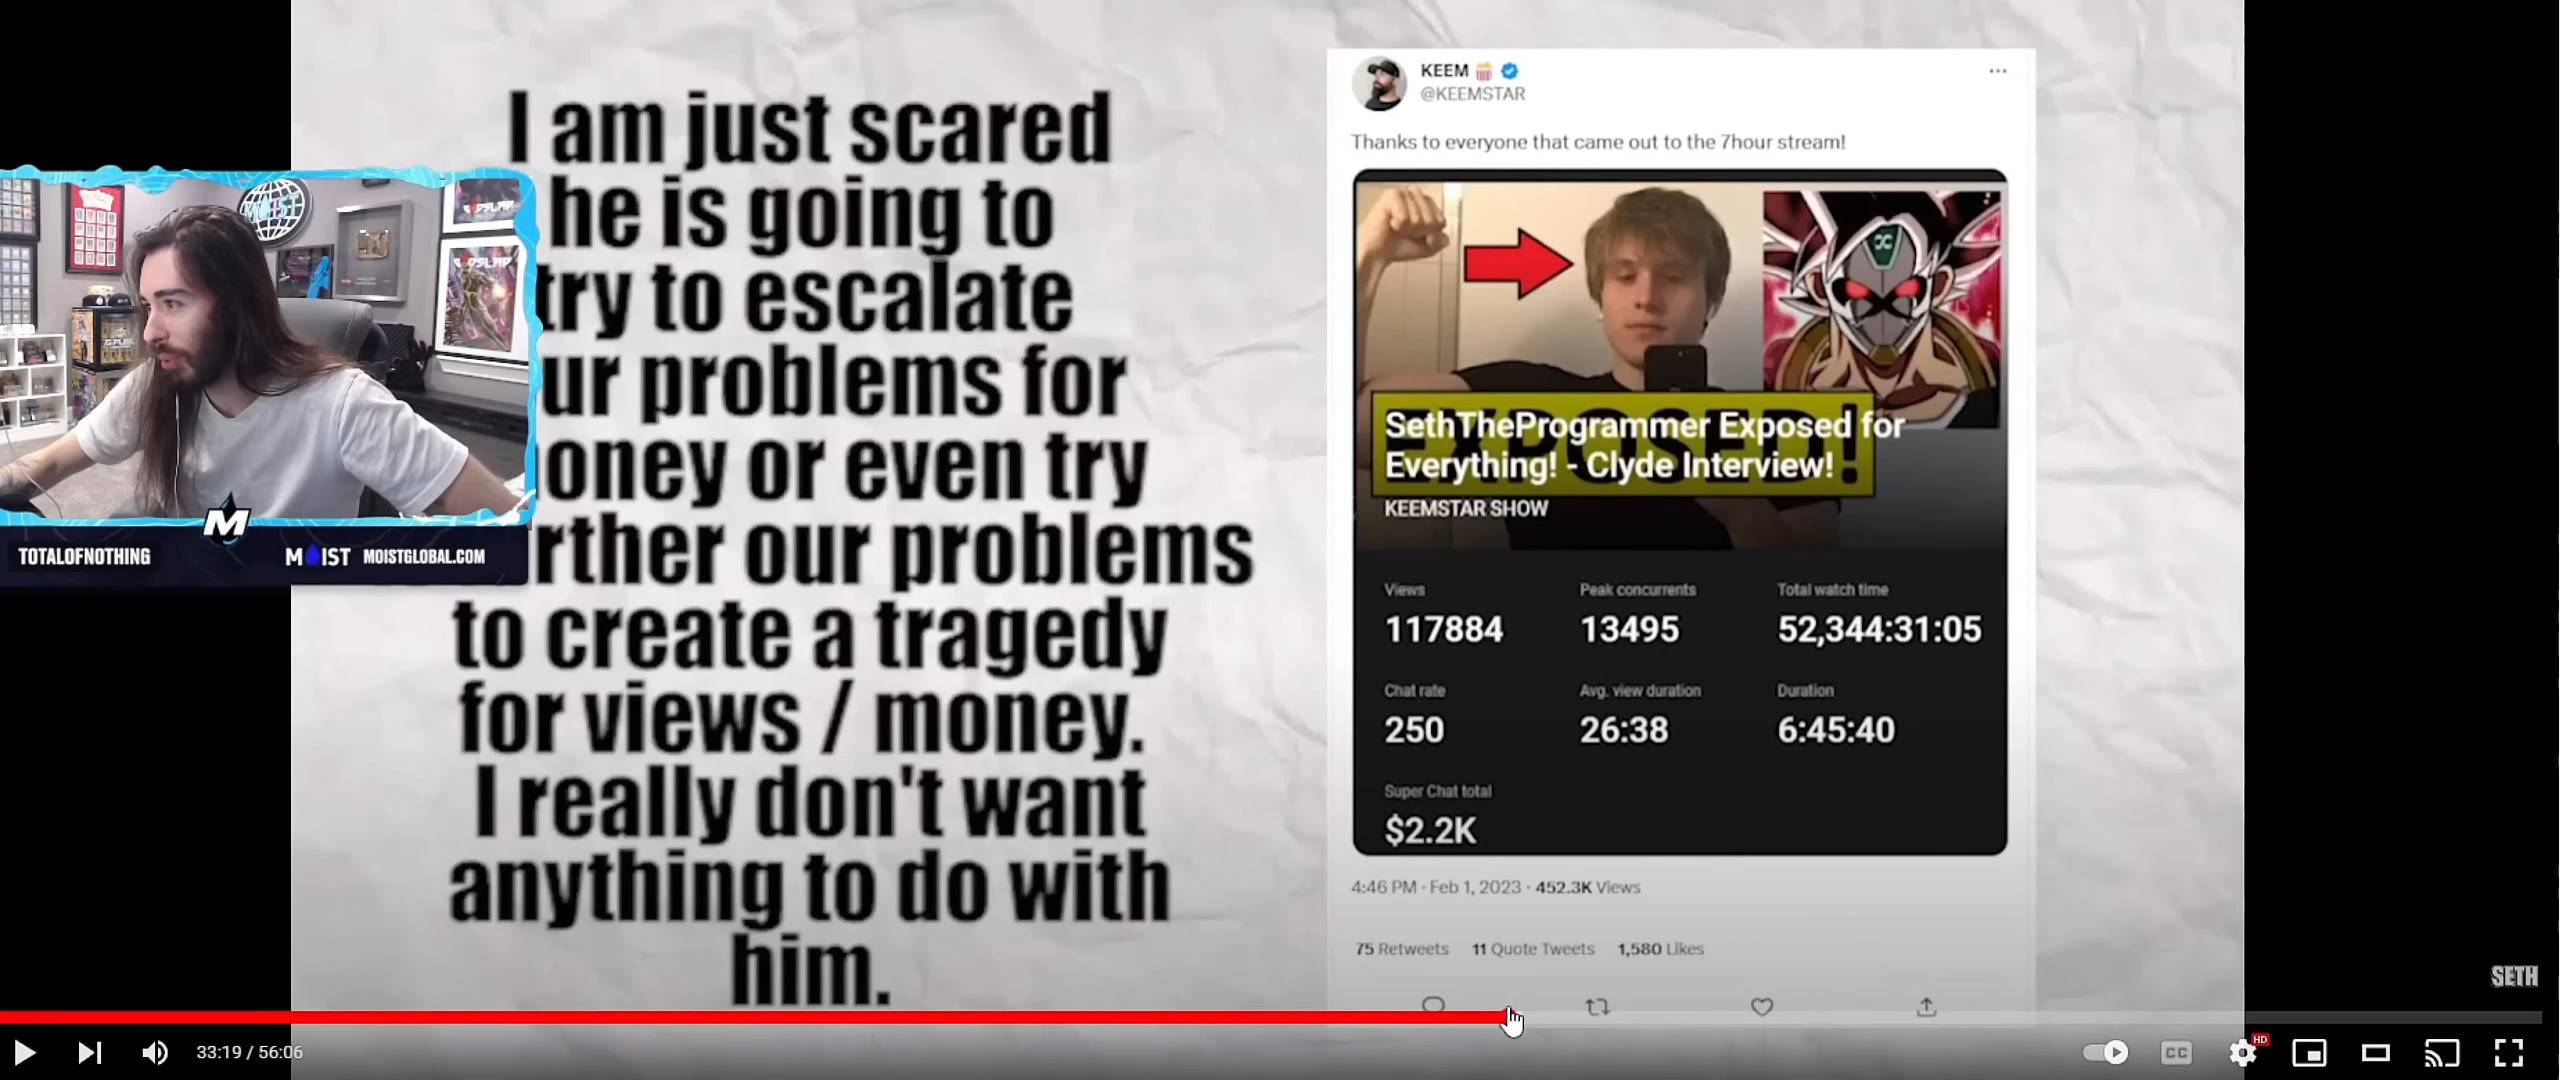 I am just scared
he is going to
try to escalate
ur problems for
oney or even try
rther our problems
to create a tragedy
for views / money.
I really don't want
anything to do with
him.
MOIST
TOTALOFNOTHING
M
MOIST MOISTGLOBAL.COM
KEEM
@KEEMSTAR
Thanks to everyone that came out to the 7hour stream!
EXPOSED!
SethTheProgrammer Exposed for
Everything! - Clyde Interview!
KEEMSTAR SHOW
Views Peak concurrents Total watch time
117884 13495 52,344:31:05
Chat rate Avg. view duration Duration
250 26:38 6:45:40
Super Chat total
$2.2K
4:46 PM · Feb 1, 2023 · 452.3K Views
75 Retweets 11 Quote Tweets 1,580 Likes
SETH
33:19 / 56:06
CC
HD